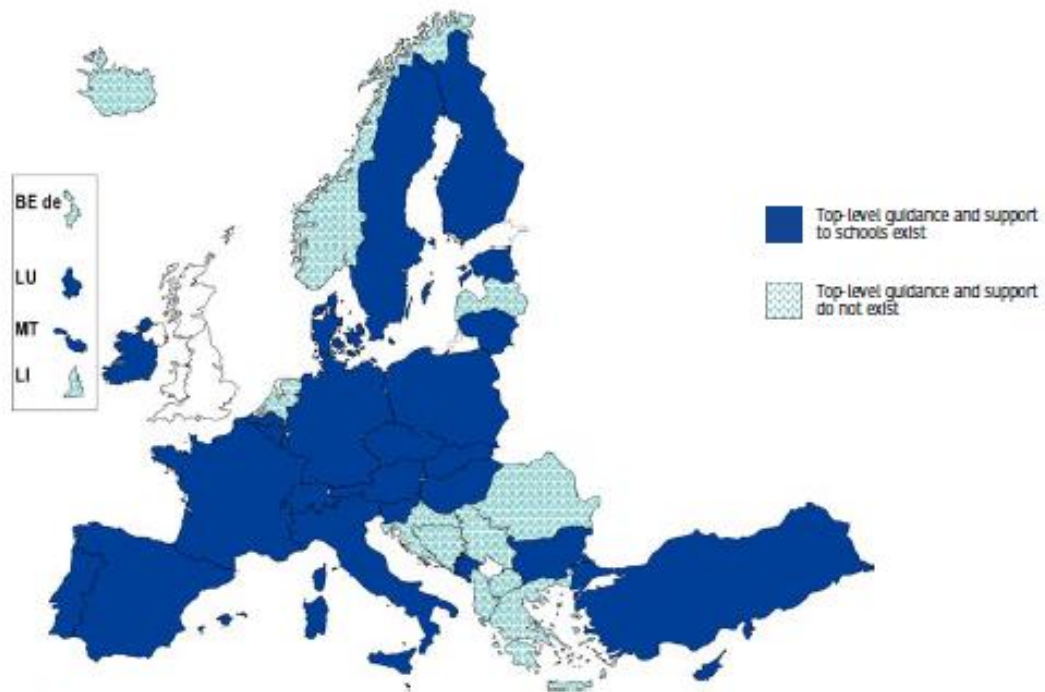 BE de
LU
MT
LI
Top-level guidance and support
to schools exist
Top-level guidance and support
do not exist